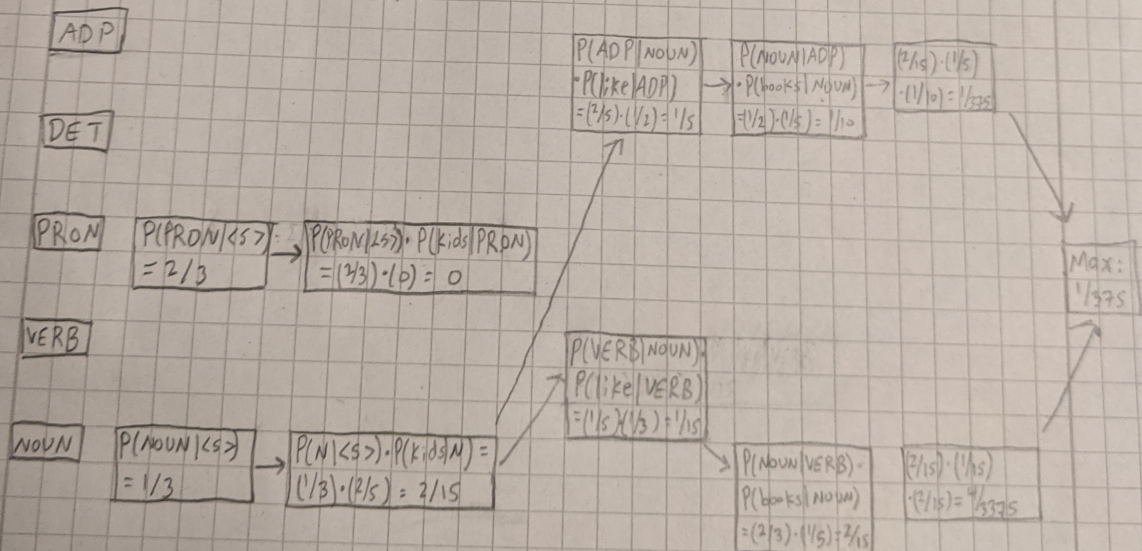 ADP
P(ADP|NOUN)
·P(like|ADP)
=(2/5)·(1/2)=1/5
P(NOUN|ADP)
·P(books|NOUN)
=(1/2)·(1/5)=1/10
(2/15)·(1/5)
·(1/10)=1/375
DET
PRON
P(PRON|<S>)
=2/3
P(PRON|<S>)·P(kids|PRON)
=(2/3)·(0)=0
Max:
1/375
VERB
P(VERB|NOUN)·
P(like|VERB)
=(1/5)(1/3)=1/15
NOUN
P(NOUN|<S>)
=1/3
P(N|<S>)·P(kids|N)=
(1/3)·(2/5)=2/15
P(NOUN|VERB)·
P(books|NOUN)
=(2/3)·(1/5)=2/15
(2/15)·(1/15)
·(2/15)=4/3375